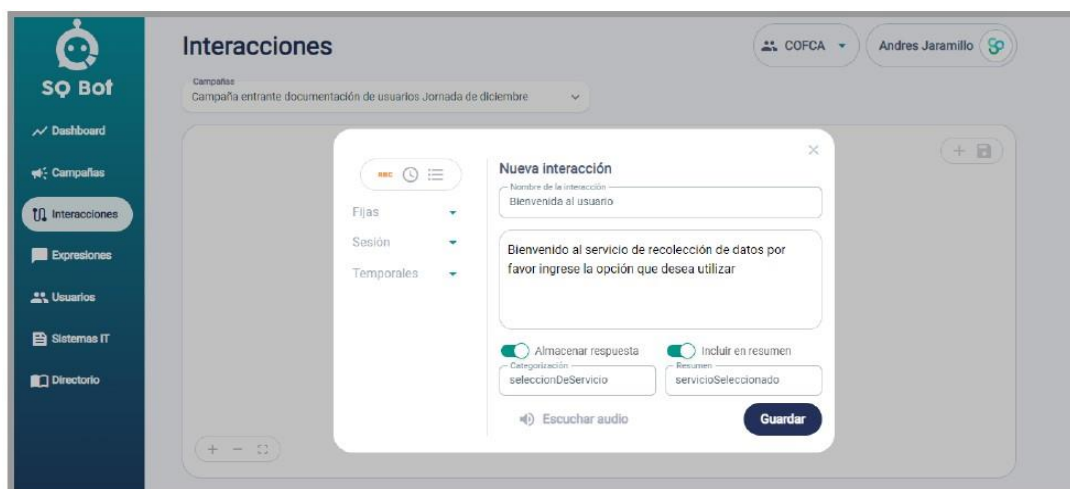 SQ Bot
Dashboard
Campañas
Interacciones
Expresiones
Usuarios
Sistemas IT
Directorio
Interacciones
COFCA
Andres Jaramillo
Campañas
Campaña entrante documentación de usuarios Jornada de diciembre
ABC
Fijas
Sesión
Temporales
Nueva interacción
Nombre de la interacción
Bienvenida al usuario
Bienvenido al servicio de recolección de datos por
favor ingrese la opción que desea utilizar
Almacenar respuesta
Incluir en resumen
Categorización
seleccionDeServicio
Resumen
servicioSeleccionado
Escuchar audio
Guardar